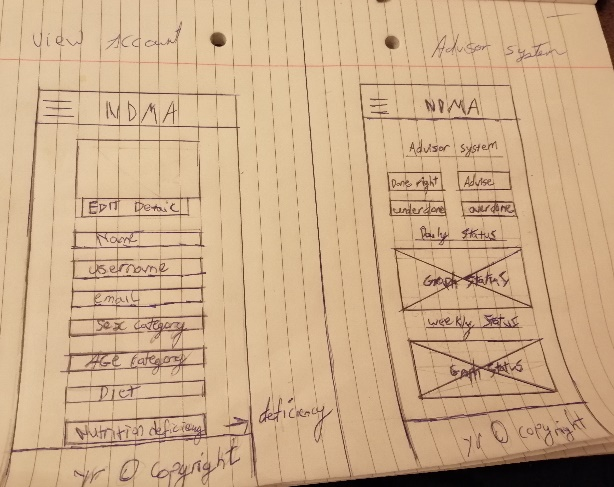 View Account
NDMA
EDIT Detail
Name
username
email
Sex category
AGE category
Diet
Nutrition deficiency → deficiency
yr © copyright
Advisor system
NDMA
Advisor system
Done right
Advise
underdone
overdone
Daily Status
Graph Status
weekly Status
Graph Status
yr © copyright